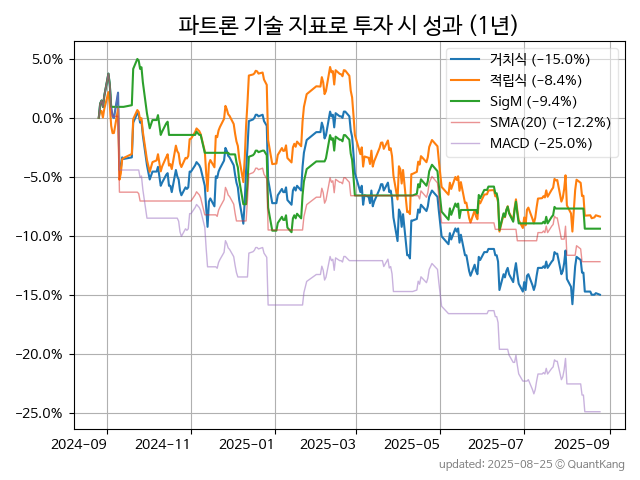 파트론 기술 지표로 투자 시 성과 (1년)
거치식 (−15.0%)
적립식 (−8.4%)
SigM (−9.4%)
SMA(20) (−12.2%)
MACD (−25.0%)
5.0%
0.0%
−5.0%
−10.0%
−15.0%
−20.0%
−25.0%
2024−09 2024−11 2025−01 2025−03 2025−05 2025−07 2025−09
updated: 2025-08-25 ⓒ QuantKang